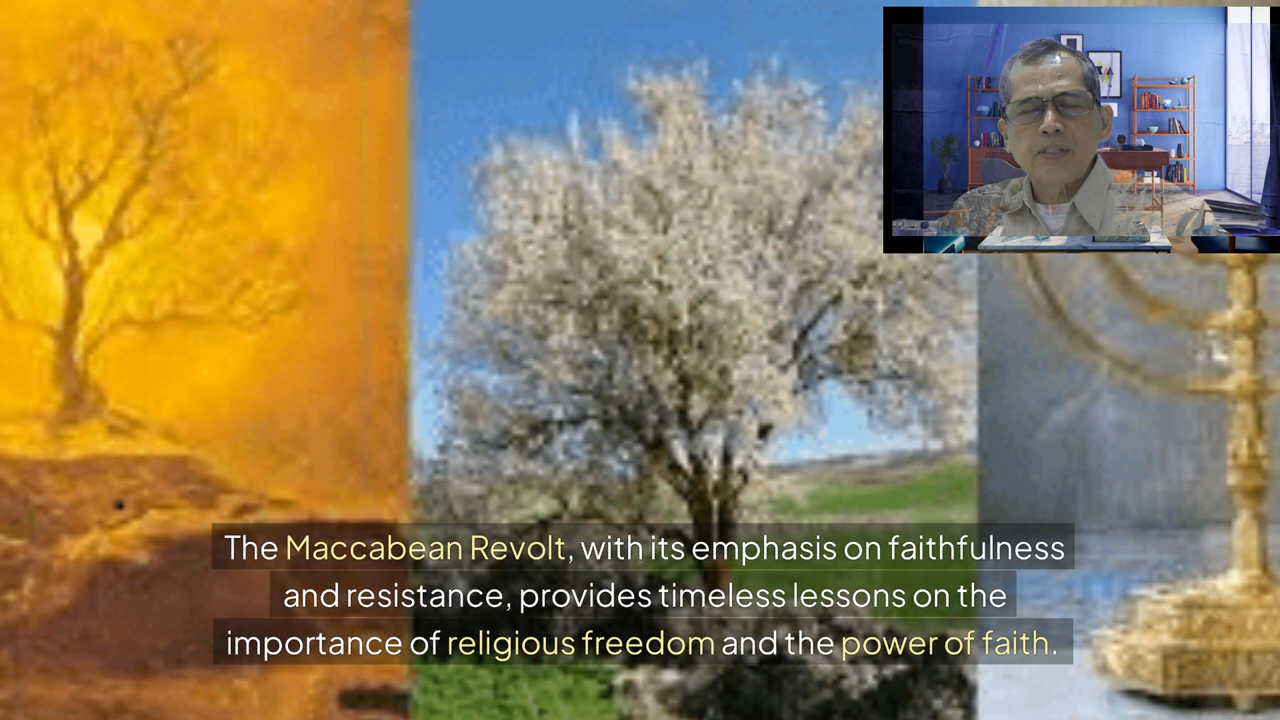 The Maccabean Revolt, with its emphasis on faithfulness
and resistance, provides timeless lessons on the
importance of religious freedom and the power of faith.